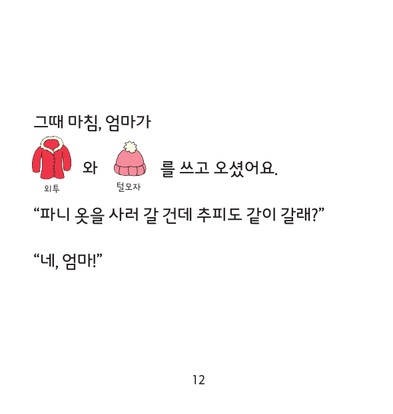 그때 마침, 엄마가
와 를 쓰고 오셨어요.
외투 털모자
“파니 옷을 사러 갈 건데 추피도 같이 갈래?”
“네, 엄마!”
12